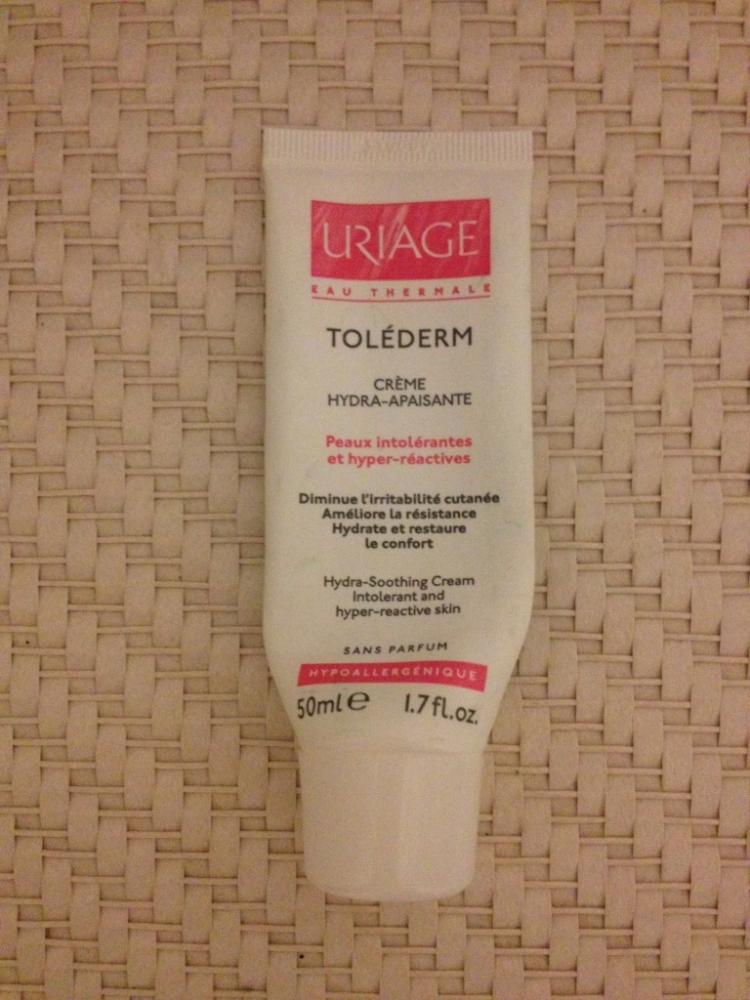 URIAGE
EAU THERMALE
TOLÉDERM
CRÈME
HYDRA-APAISANTE
Peaux intolérantes
et hyper-réactives
Diminue l'irritabilité cutanée
Améliore la résistance
Hydrate et restaure
le confort
Hydra-Soothing Cream
Intolerant and
hyper-reactive skin
SANS PARFUM
HYPOALLERGÉNIQUE
50ml e 1.7 fl.oz.